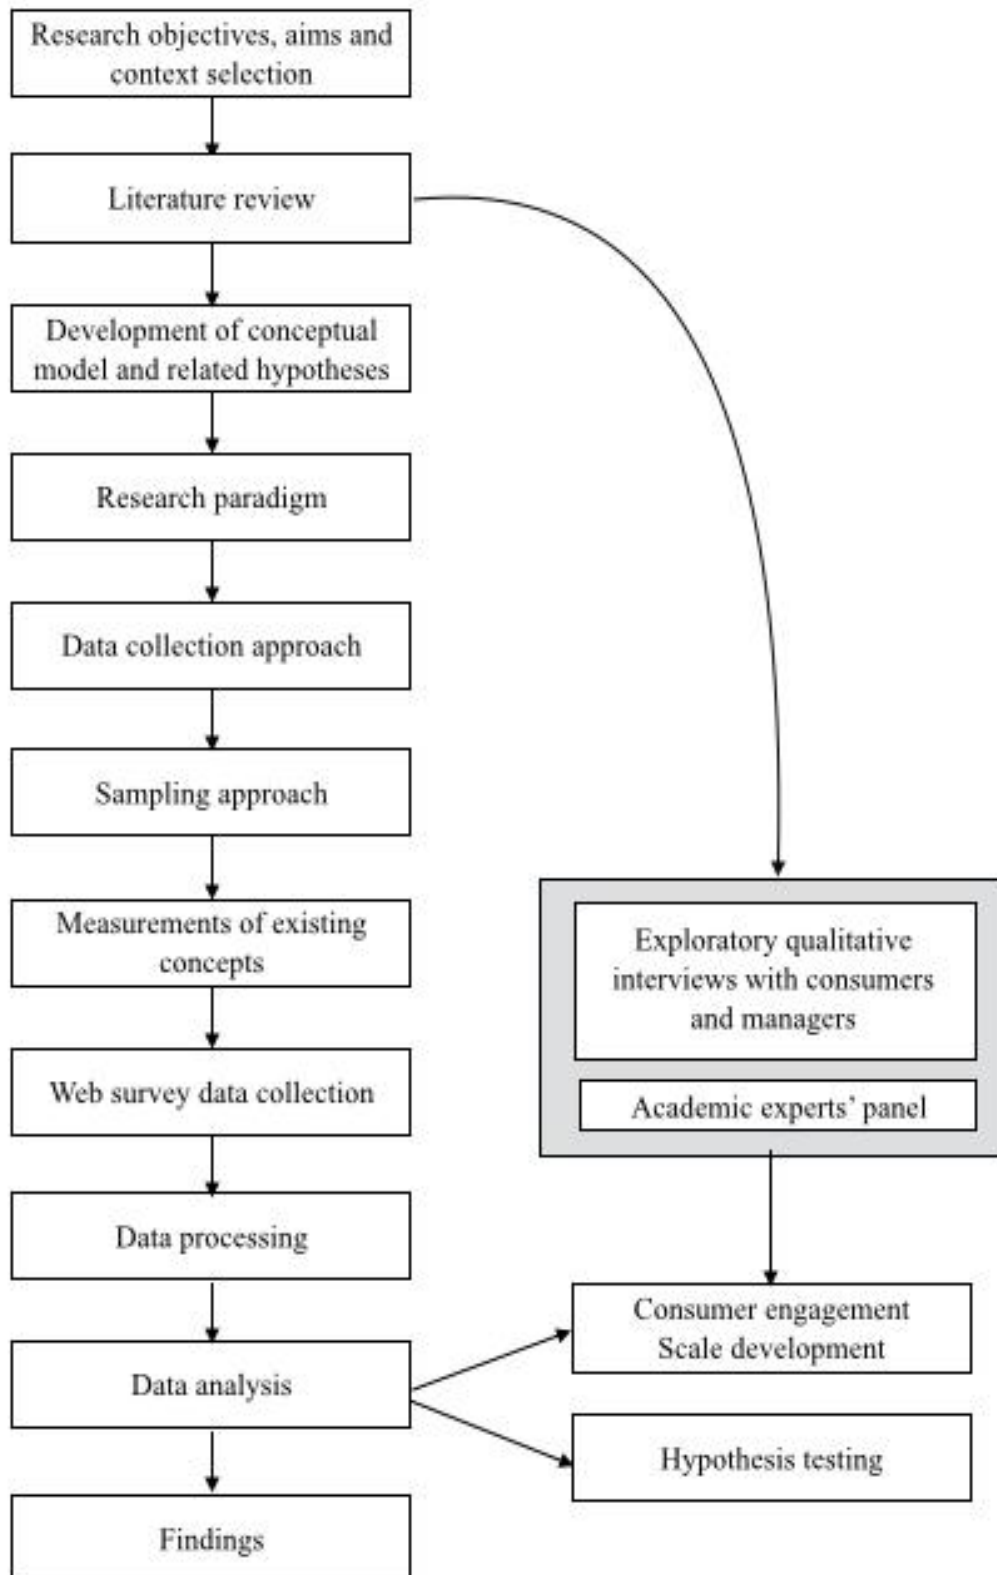 Research objectives, aims and
context selection
Literature review
Development of conceptual
model and related hypotheses
Research paradigm
Data collection approach
Sampling approach
Measurements of existing
concepts
Web survey data collection
Data processing
Data analysis
Findings
Exploratory qualitative
interviews with consumers
and managers
Academic experts’ panel
Consumer engagement
Scale development
Hypothesis testing